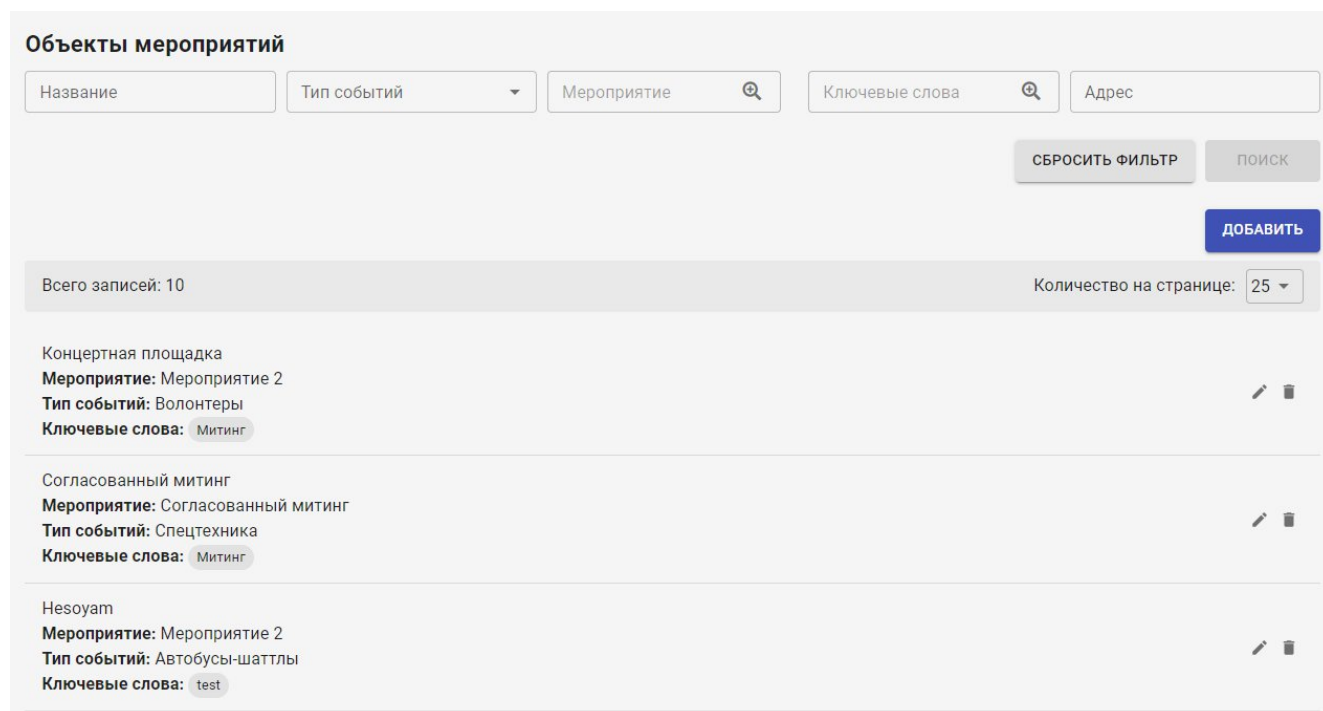 Объекты мероприятий
Название Тип событий Мероприятие Ключевые слова Адрес
СБРОСИТЬ ФИЛЬТР ПОИСК
ДОБАВИТЬ
Всего записей: 10 Количество на странице: 25
Концертная площадка
Мероприятие: Мероприятие 2
Тип событий: Волонтеры
Ключевые слова: Митинг
Согласованный митинг
Мероприятие: Согласованный митинг
Тип событий: Спецтехника
Ключевые слова: Митинг
Hesoyam
Мероприятие: Мероприятие 2
Тип событий: Автобусы-шаттлы
Ключевые слова: test